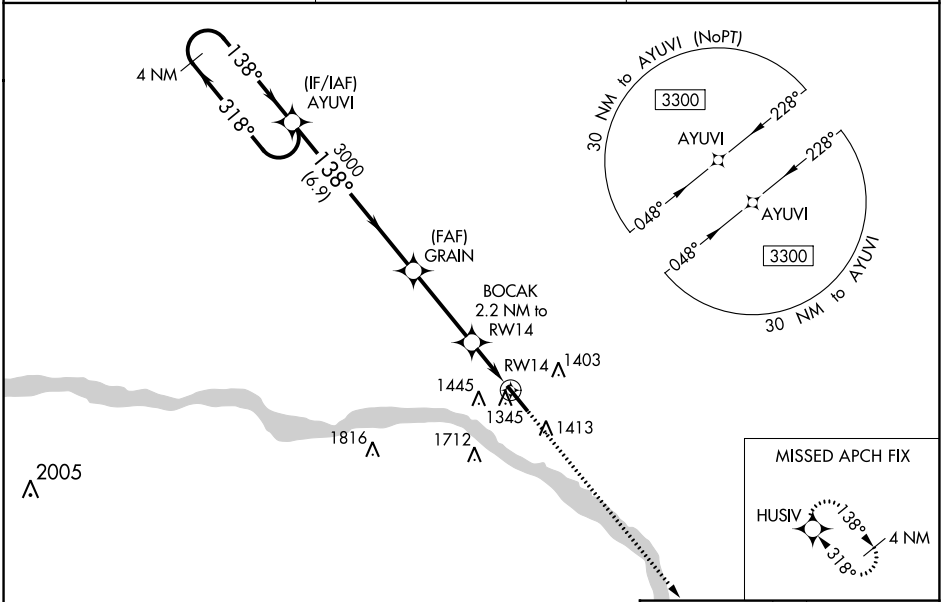 4 NM
138°
318°
(IF/IAF)
AYUVI
3000
138°
(6.9)
(FAF)
GRAIN
BOCAK
2.2 NM to
RW14
RW14
1403
1445
1345
1413
1816
1712
2005
30 NM to AYUVI (NoPT)
3300
228°
AYUVI
048°
228°
AYUVI
048°
3300
30 NM to AYUVI
MISSED APCH FIX
HUSIV
138°
318°
4 NM